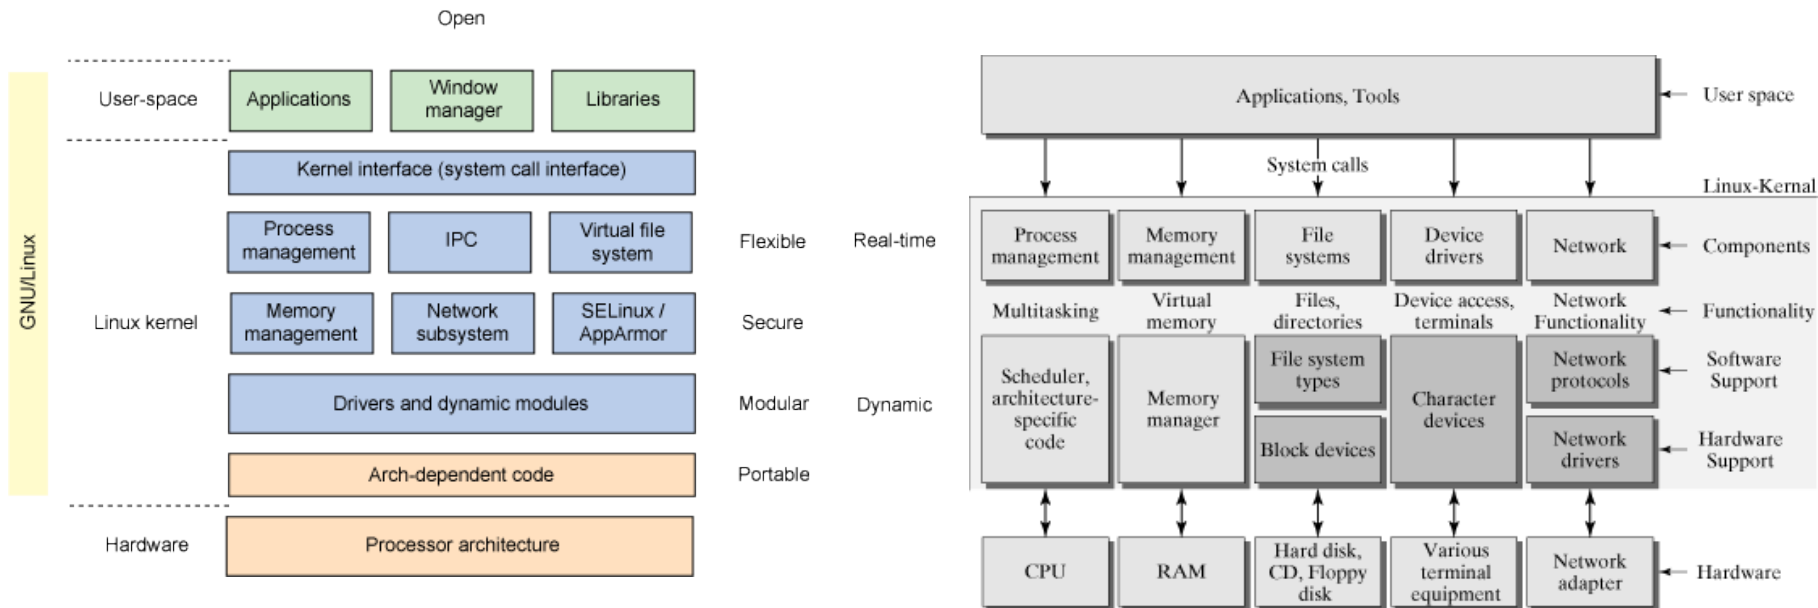 Open
GNU/Linux
User-space
Applications
Window
manager
Libraries
Kernel interface (system call interface)
Linux kernel
Process
management
IPC
Virtual file
system
Flexible
Real-time
Memory
management
Network
subsystem
SELinux /
AppArmor
Secure
Drivers and dynamic modules
Modular
Dynamic
Arch-dependent code
Portable
Hardware
Processor architecture
Applications, Tools
User space
System calls
Linux-Kernel
Process
management
Memory
management
File
systems
Device
drivers
Network
Components
Multitasking
Virtual
memory
Files,
directories
Device access,
terminals
Network
Functionality
Functionality
Scheduler,
architecture-
specific
code
Memory
manager
File system
types
Block devices
Character
devices
Network
protocols
Network
drivers
Software
Support
Hardware
Support
CPU
RAM
Hard disk,
CD, Floppy
disk
Various
terminal
equipment
Network
adapter
Hardware